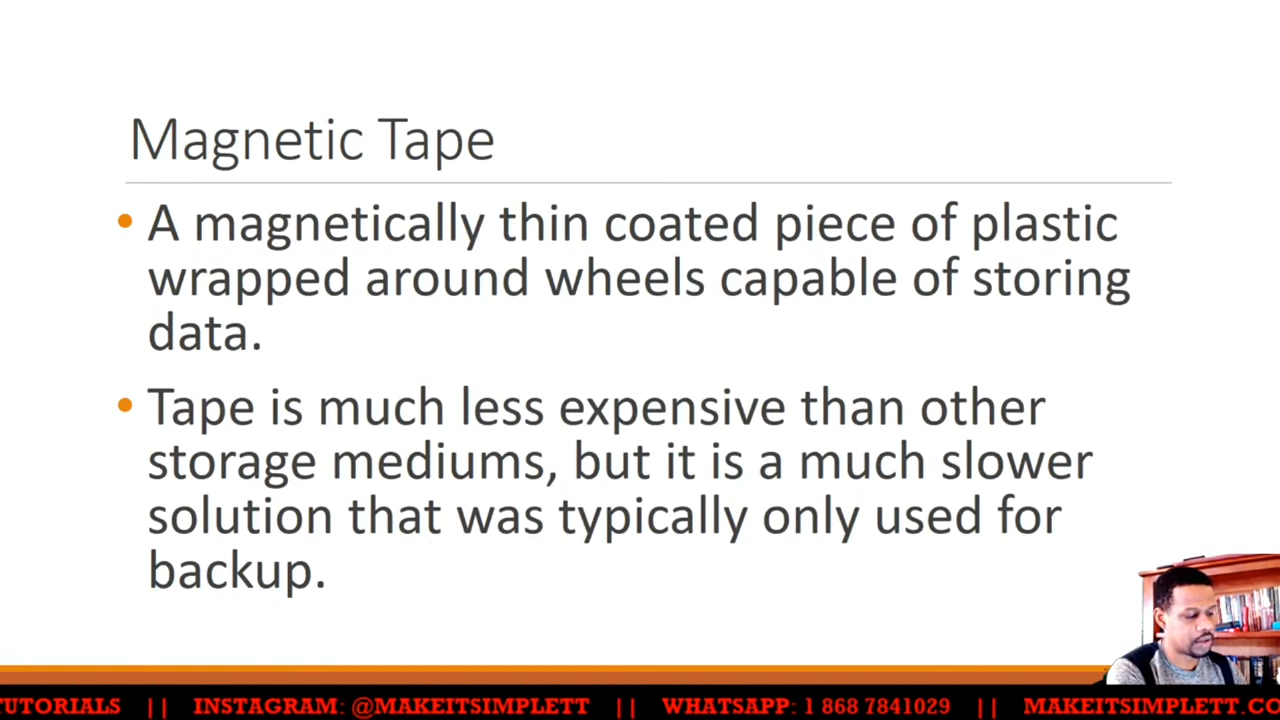 Magnetic Tape
• A magnetically thin coated piece of plastic
wrapped around wheels capable of storing
data.
• Tape is much less expensive than other
storage mediums, but it is a much slower
solution that was typically only used for
backup.
TUTORIALS || INSTAGRAM: @MAKEITSIMPLETT || WHATSAPP: 1 868 7841029 || MAKEITSIMPLETT.CO